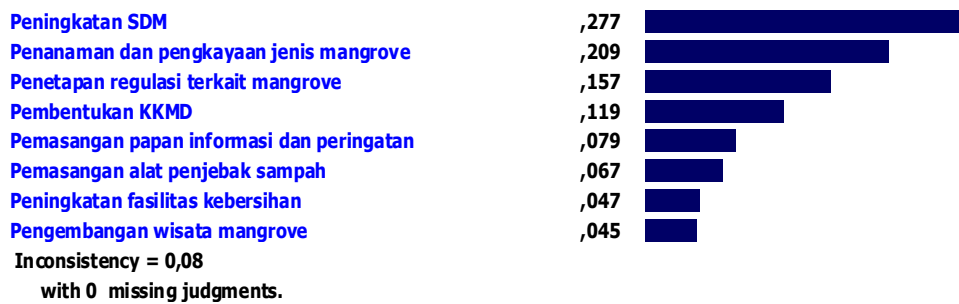 Peningkatan SDM ,277
Penanaman dan pengkayaan jenis mangrove ,209
Penetapan regulasi terkait mangrove ,157
Pembentukan KKMD ,119
Pemasangan papan informasi dan peringatan ,079
Pemasangan alat penjebak sampah ,067
Peningkatan fasilitas kebersihan ,047
Pengembangan wisata mangrove ,045
Inconsistency = 0,08
with 0 missing judgments.